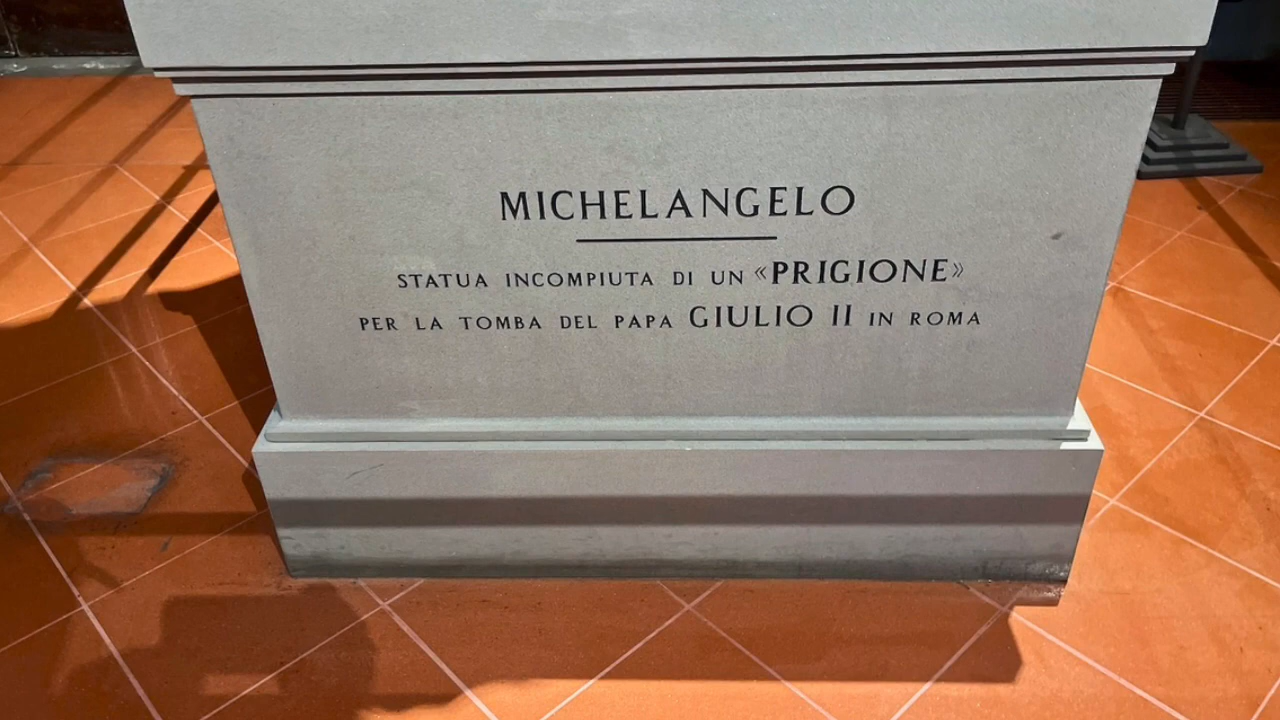 MICHELANGELO
STATUA INCOMPIUTA DI UN «PRIGIONE»
PER LA TOMBA DEL PAPA GIULIO II IN ROMA